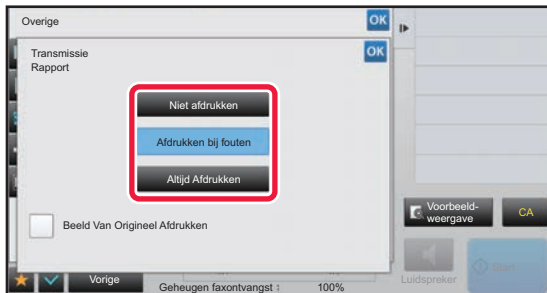 Overige
OK
Transmissie
Rapport
OK
Niet afdrukken
Afdrukken bij fouten
Altijd Afdrukken
Beeld Van Origineel Afdrukken
Voorbeeld-
weergave
CA
Vorige
Geheugen faxontvangst :
100%
Luidspreker
Start